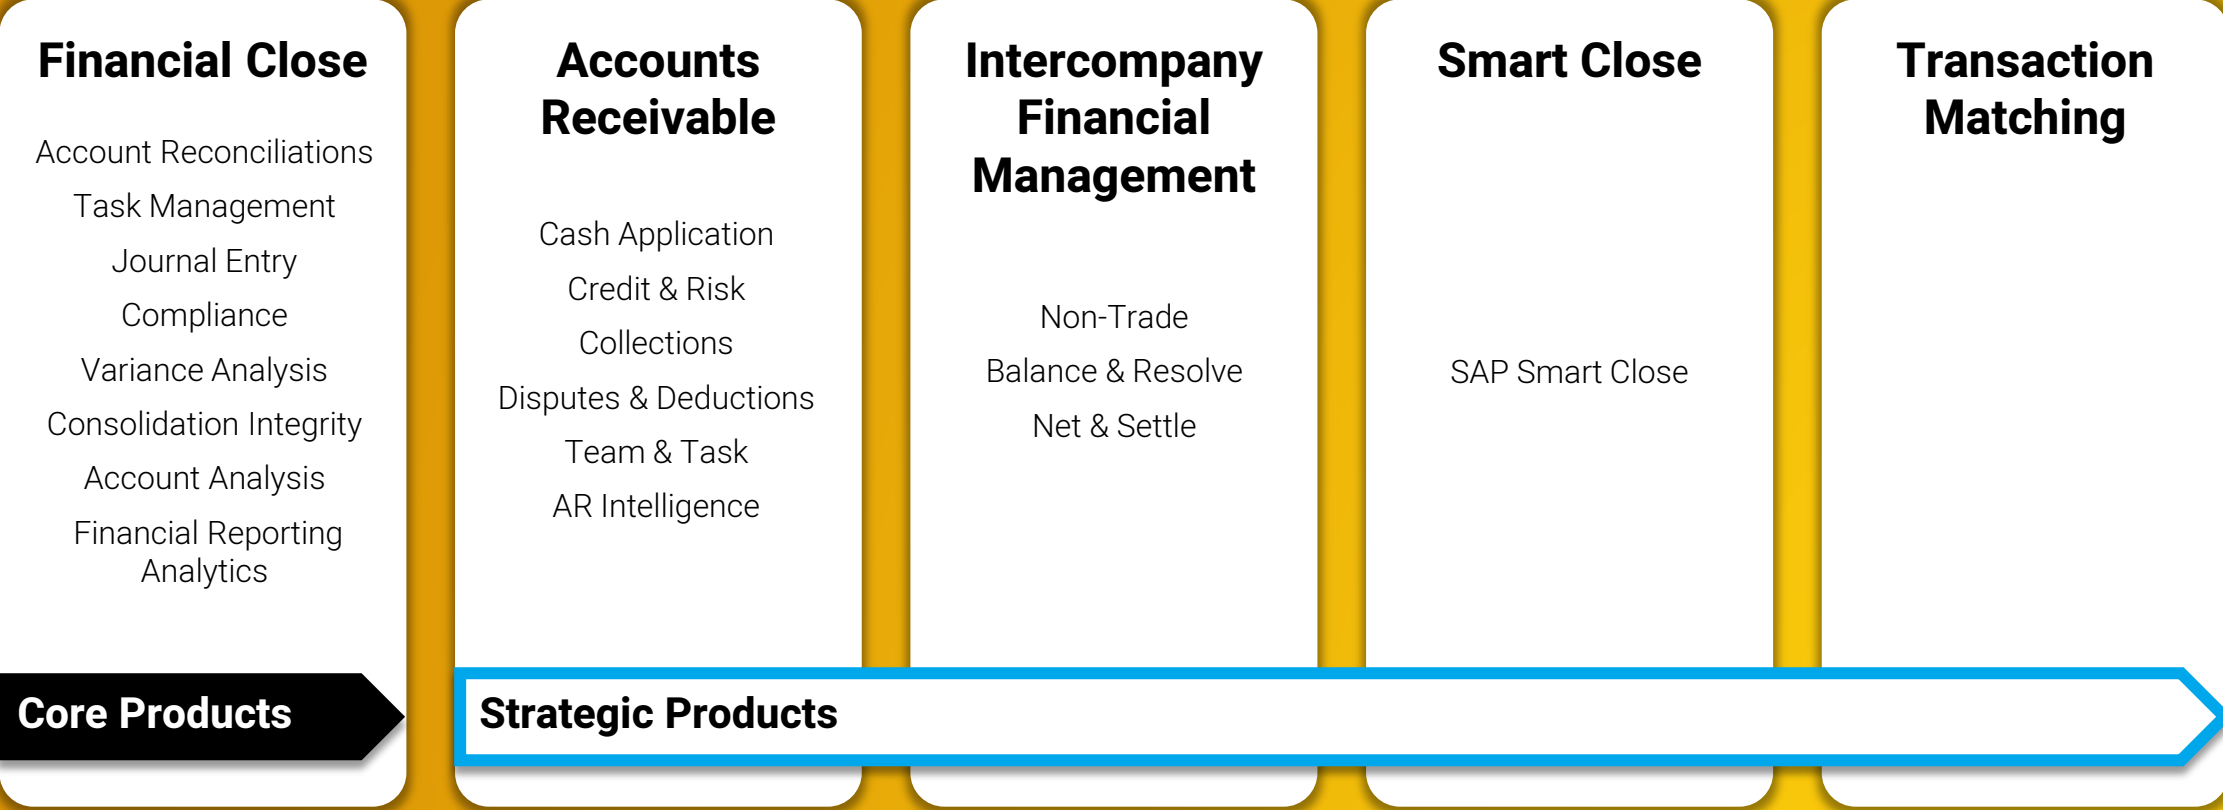 Financial Close
Account Reconciliations
Task Management
Journal Entry
Compliance
Variance Analysis
Consolidation Integrity
Account Analysis
Financial Reporting
Analytics
Accounts
Receivable
Cash Application
Credit & Risk
Collections
Disputes & Deductions
Team & Task
AR Intelligence
Intercompany
Financial
Management
Non-Trade
Balance & Resolve
Net & Settle
Smart Close
SAP Smart Close
Transaction
Matching
Core Products
Strategic Products